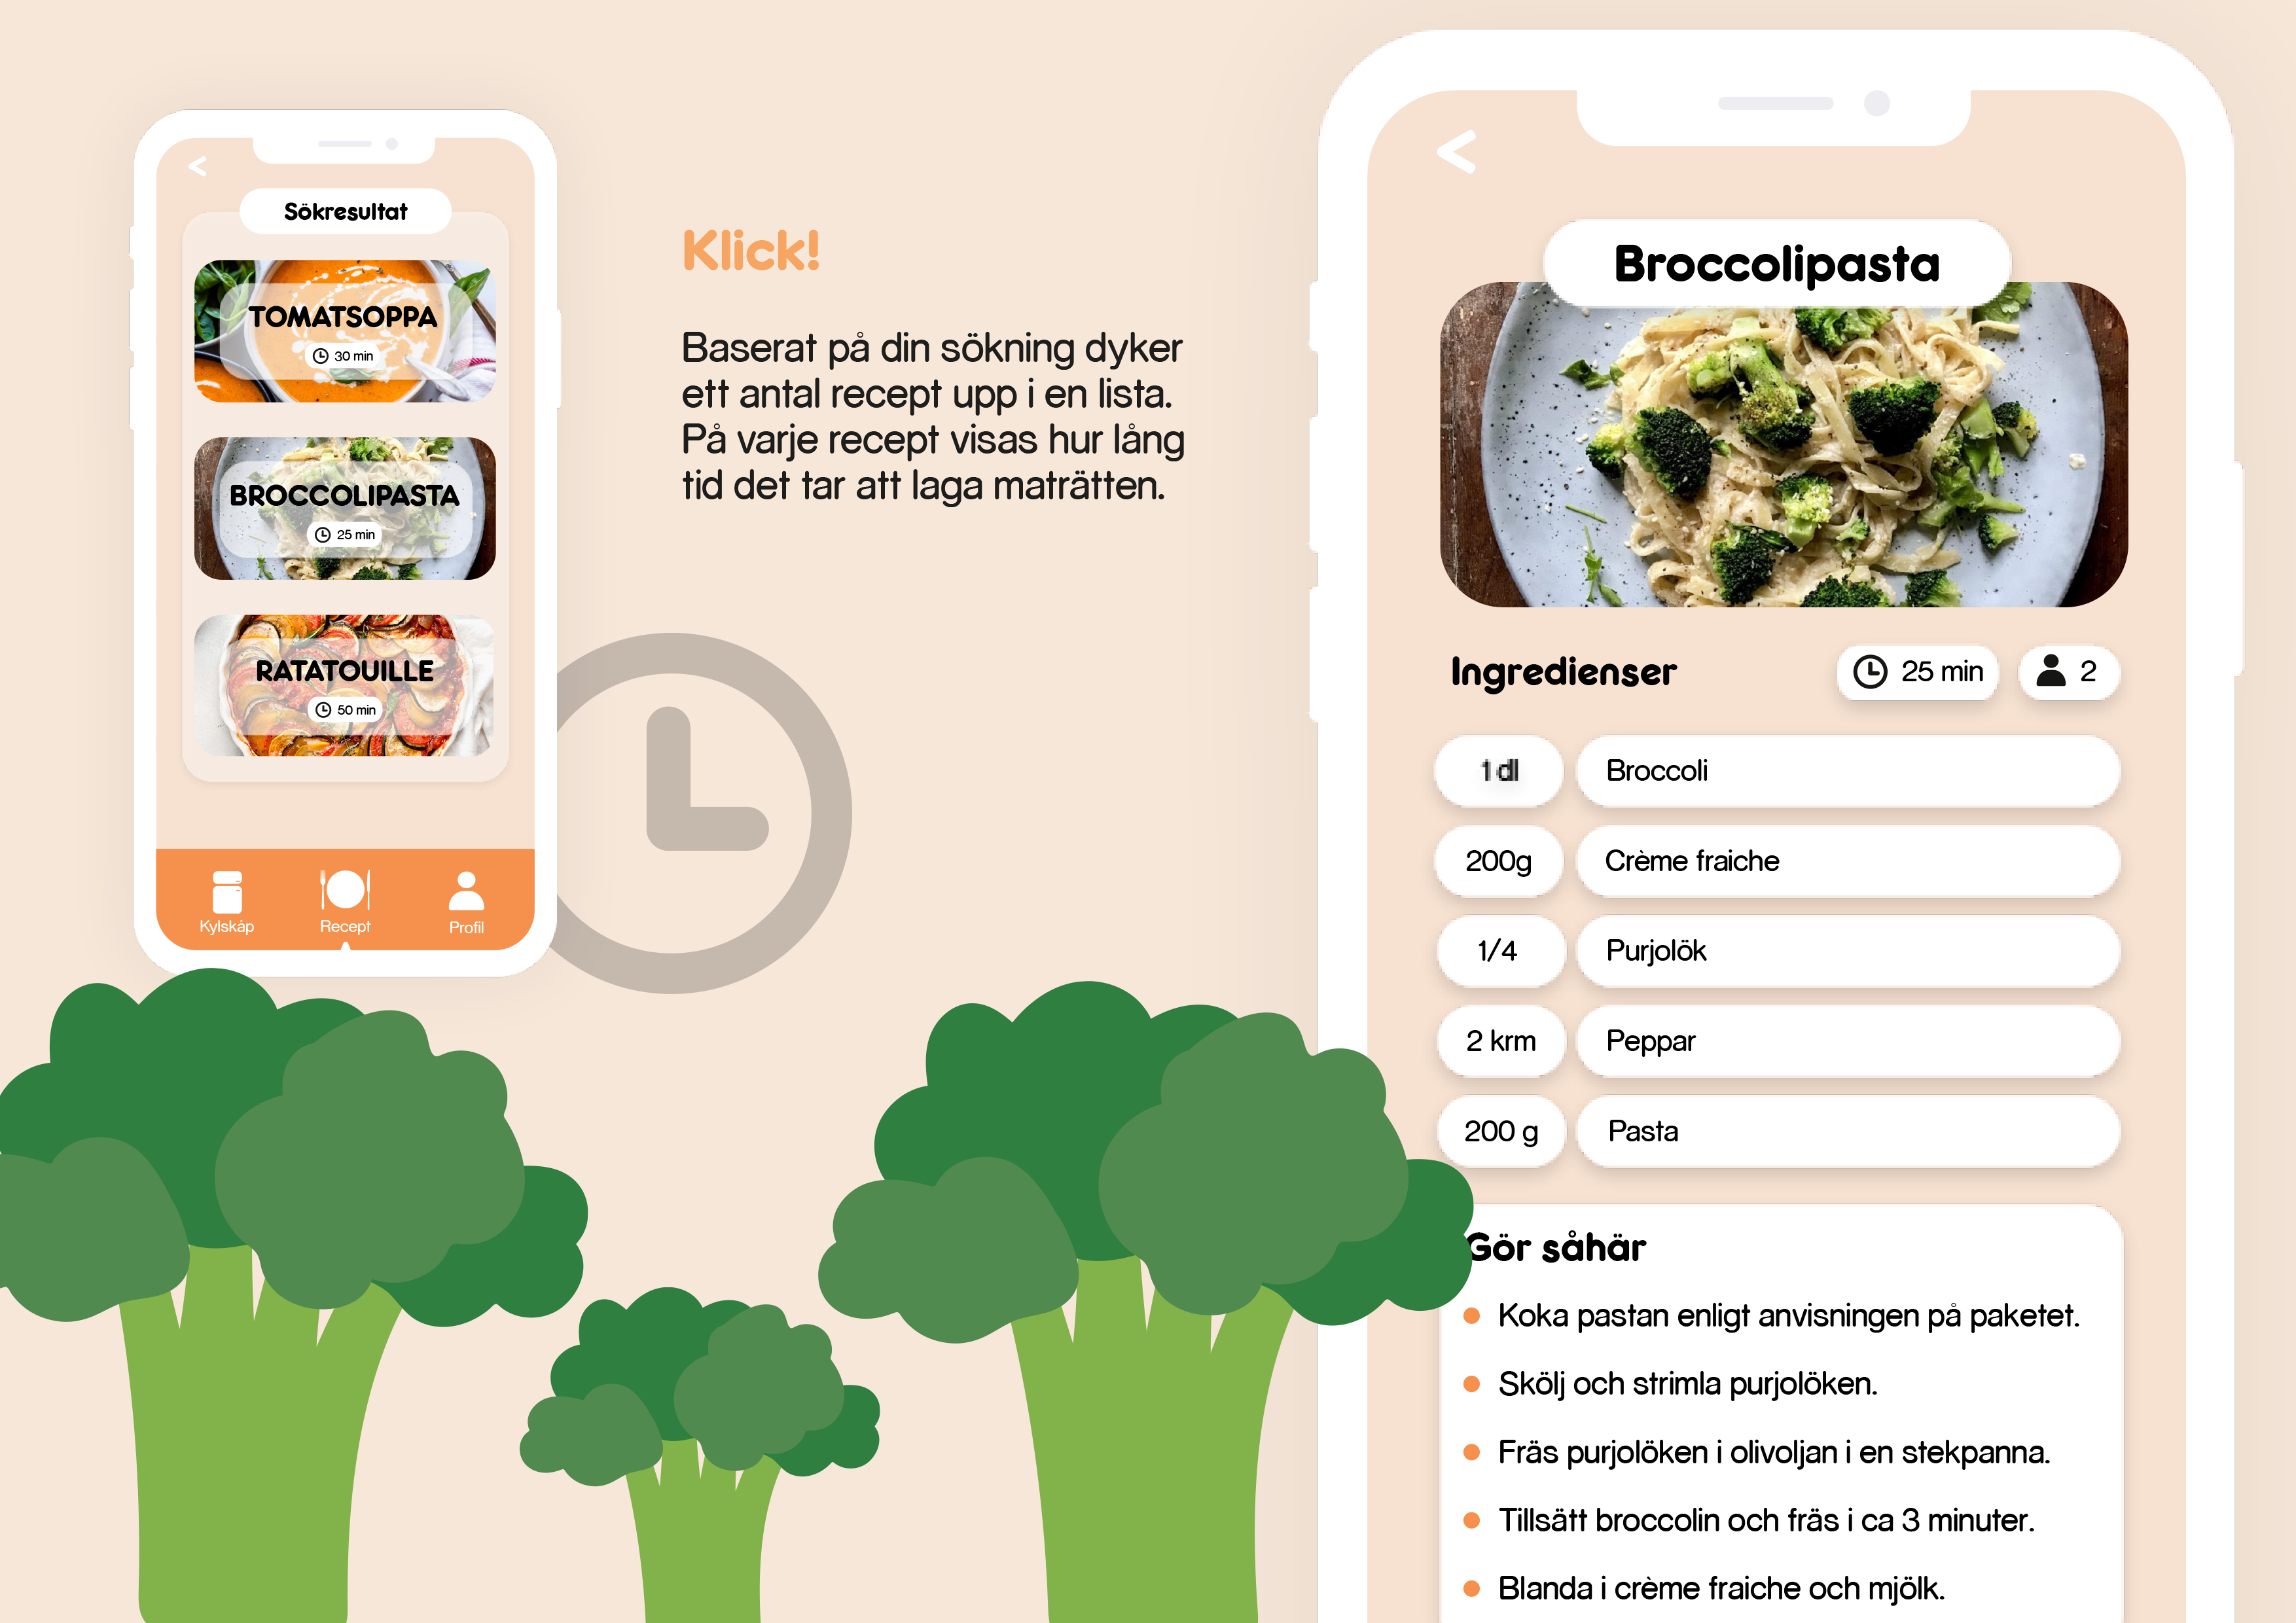 Sökresultat
TOMATSOPPA
30 min
BROCCOLIPASTA
25 min
RATATOUILLE
50 min
Kylskåp
Recept
Profil
Klick!
Baserat på din sökning dyker
ett antal recept upp i en lista.
På varje recept visas hur lång
tid det tar att laga maträtten.
<
Broccolipasta
Ingredienser
25 min
2
1 dl Broccoli
200g Crème fraiche
1/4 Purjolök
2 krm Peppar
200 g Pasta
Gör såhär
Koka pastan enligt anvisningen på paketet.
Skölj och strimla purjolöken.
Fräs purjolöken i olivoljan i en stekpanna.
Tillsätt broccolin och fräs i ca 3 minuter.
Blanda i crème fraiche och mjölk.